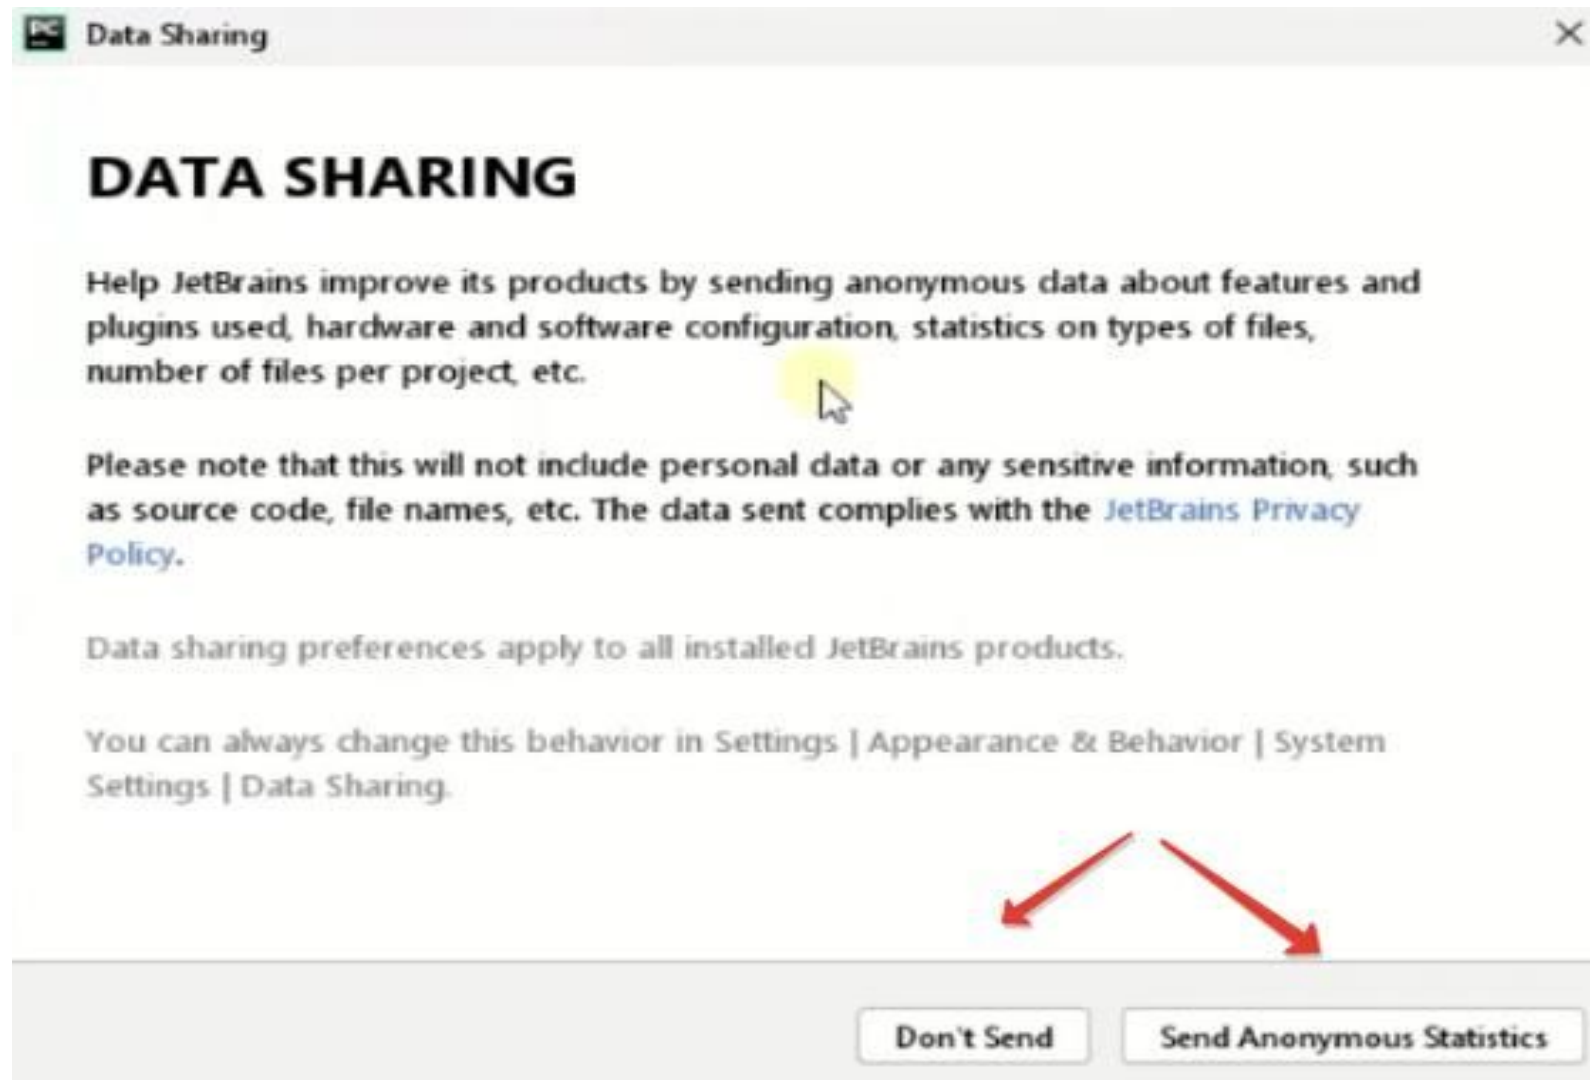 PC
Data Sharing
DATA SHARING
Help JetBrains improve its products by sending anonymous data about features and
plugins used, hardware and software configuration, statistics on types of files,
number of files per project, etc.
Please note that this will not include personal data or any sensitive information, such
as source code, file names, etc. The data sent complies with the JetBrains Privacy
Policy.
Data sharing preferences apply to all installed JetBrains products.
You can always change this behavior in Settings | Appearance & Behavior | System
Settings | Data Sharing.
Don't Send
Send Anonymous Statistics